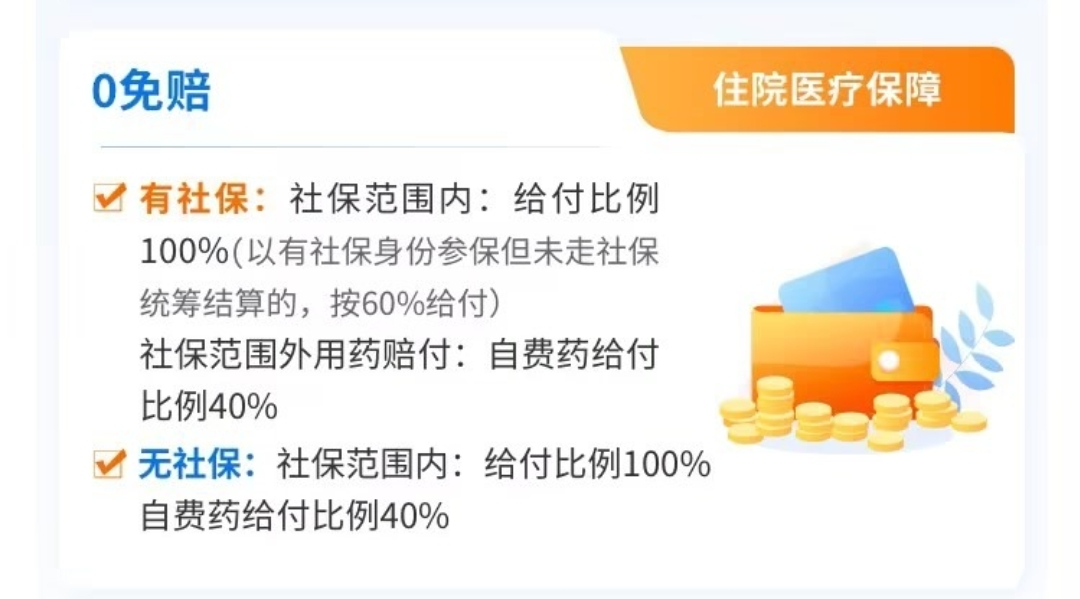 0免赔
住院医疗保障
有社保：社保范围内：给付比例
100%(以有社保身份参保但未走社保
统筹结算的，按60%给付）
社保范围外用药赔付：自费药给付
比例40%
无社保：社保范围内：给付比例100%
自费药给付比例40%